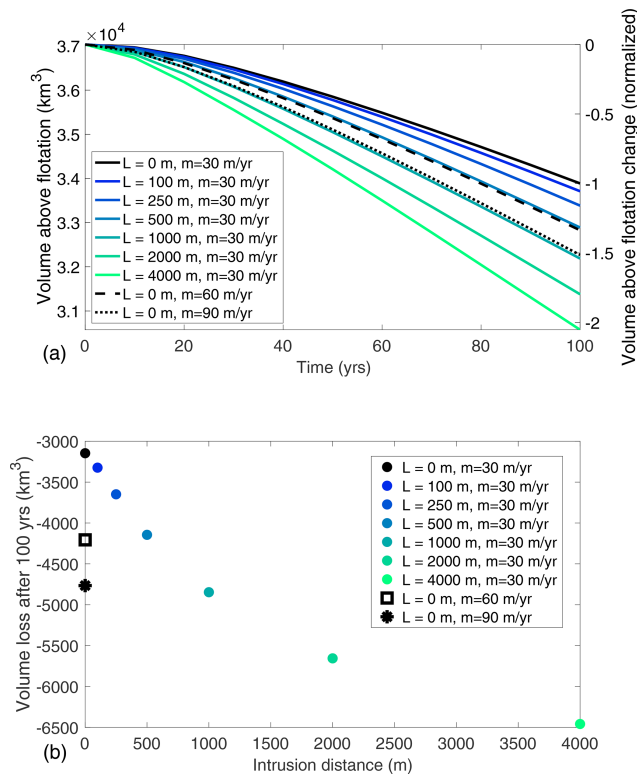 ×10⁴
3.7
3.6
3.5
3.4
3.3
3.2
3.1
Volume above flotation (km³)
0
-0.5
-1
-1.5
-2
Volume above flotation change (normalized)
L = 0 m, m=30 m/yr
L = 100 m, m=30 m/yr
L = 250 m, m=30 m/yr
L = 500 m, m=30 m/yr
L = 1000 m, m=30 m/yr
L = 2000 m, m=30 m/yr
L = 4000 m, m=30 m/yr
L = 0 m, m=60 m/yr
L = 0 m, m=90 m/yr
0 20 40 60 80 100
Time (yrs)
(a)
-3000
-3500
-4000
-4500
-5000
-5500
-6000
-6500
Volume loss after 100 yrs (km³)
L = 0 m, m=30 m/yr
L = 100 m, m=30 m/yr
L = 250 m, m=30 m/yr
L = 500 m, m=30 m/yr
L = 1000 m, m=30 m/yr
L = 2000 m, m=30 m/yr
L = 4000 m, m=30 m/yr
L = 0 m, m=60 m/yr
L = 0 m, m=90 m/yr
0 500 1000 1500 2000 2500 3000 3500 4000
Intrusion distance (m)
(b)